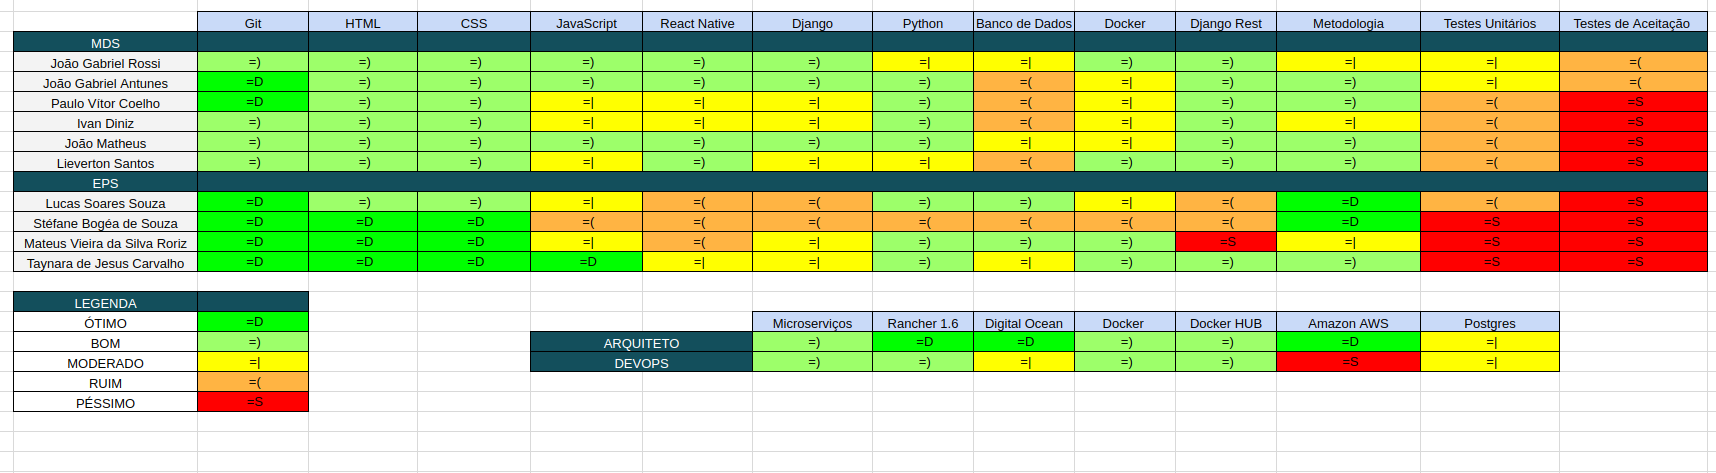 Git HTML CSS JavaScript React Native Django Python Banco de Dados Docker Django Rest Metodologia Testes Unitários Testes de Aceitação
MDS
João Gabriel Rossi =) =) =) =) =) =) =| =| =) =) =| =| =(
João Gabriel Antunes =D =) =) =) =) =) =) =( =| =) =) =| =(
Paulo Vítor Coelho =D =) =) =| =| =| =) =( =| =) =) =( =S
Ivan Diniz =) =) =) =| =| =| =) =( =| =) =| =( =S
João Matheus =) =) =) =) =) =) =) =| =| =) =) =( =S
Lieverton Santos =) =) =) =| =) =| =| =( =) =) =) =( =S
EPS
Lucas Soares Souza =D =) =) =| =( =( =) =) =| =( =D =( =S
Stéfane Bogéa de Souza =D =D =D =( =( =( =( =( =( =( =D =S =S
Mateus Vieira da Silva Roriz =D =D =D =| =( =| =) =) =) =S =| =S =S
Taynara de Jesus Carvalho =D =D =D =D =| =| =) =| =) =) =) =S =S
LEGENDA
ÓTIMO =D
BOM =)
MODERADO =|
RUIM =(
PÉSSIMO =S
Microserviços Rancher 1.6 Digital Ocean Docker Docker HUB Amazon AWS Postgres
ARQUITETO =) =D =D =) =) =D =|
DEVOPS =) =) =| =) =) =S =|